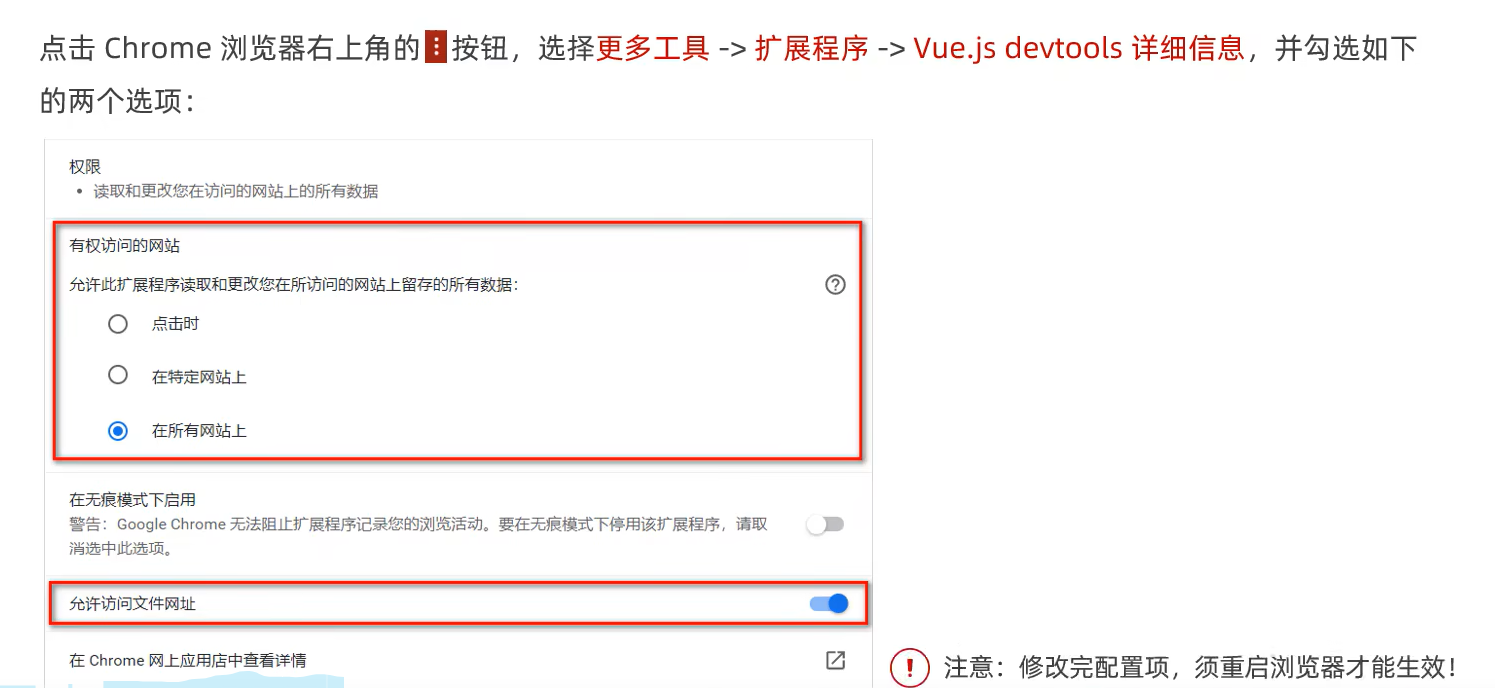 点击 Chrome 浏览器右上角的⋮按钮，选择更多工具 -> 扩展程序 -> Vue.js devtools 详细信息，并勾选如下
的两个选项：
权限
• 读取和更改您在访问的网站上的所有数据
有权访问的网站
允许此扩展程序读取和更改您在所访问的网站上留存的所有数据：
点击时
在特定网站上
在所有网站上
在无痕模式下启用
警告：Google Chrome 无法阻止扩展程序记录您的浏览活动。要在无痕模式下停用该扩展程序，请取
消选中此选项。
允许访问文件网址
在 Chrome 网上应用店中查看详情
注意：修改完配置项，须重启浏览器才能生效！